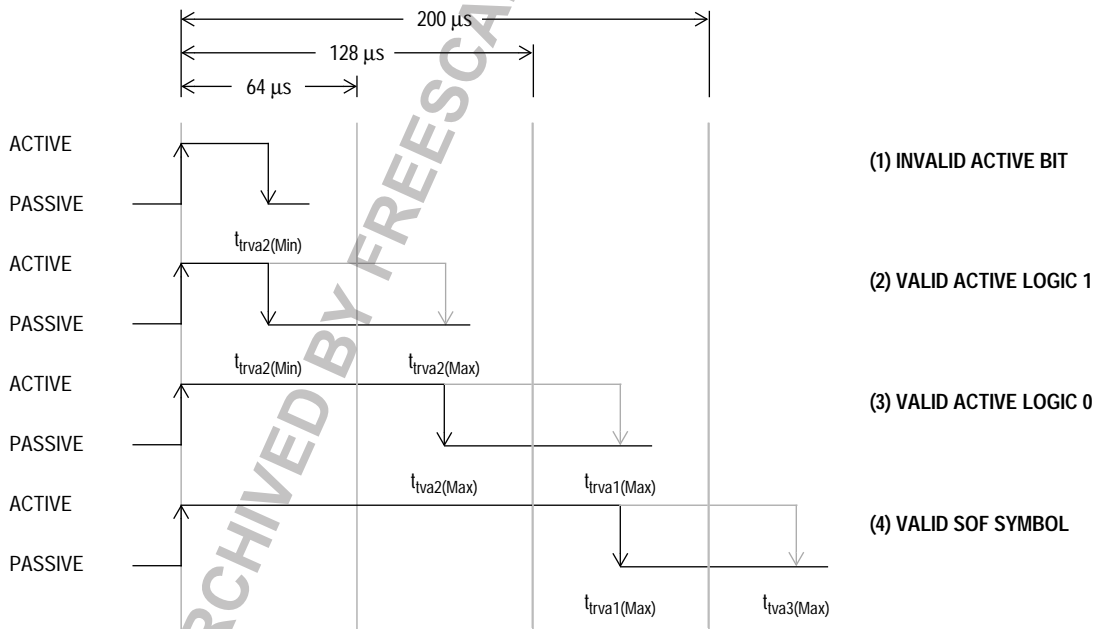 200 µs
128 µs
64 µs
ACTIVE
(1) INVALID ACTIVE BIT
PASSIVE
ttrva2(Min)
ACTIVE
(2) VALID ACTIVE LOGIC 1
PASSIVE
ttrva2(Min) ttrva2(Max)
ACTIVE
(3) VALID ACTIVE LOGIC 0
PASSIVE
ttva2(Max) ttrva1(Max)
ACTIVE
(4) VALID SOF SYMBOL
PASSIVE
ttrva1(Max) ttva3(Max)
RCHIVED BY FREESCA